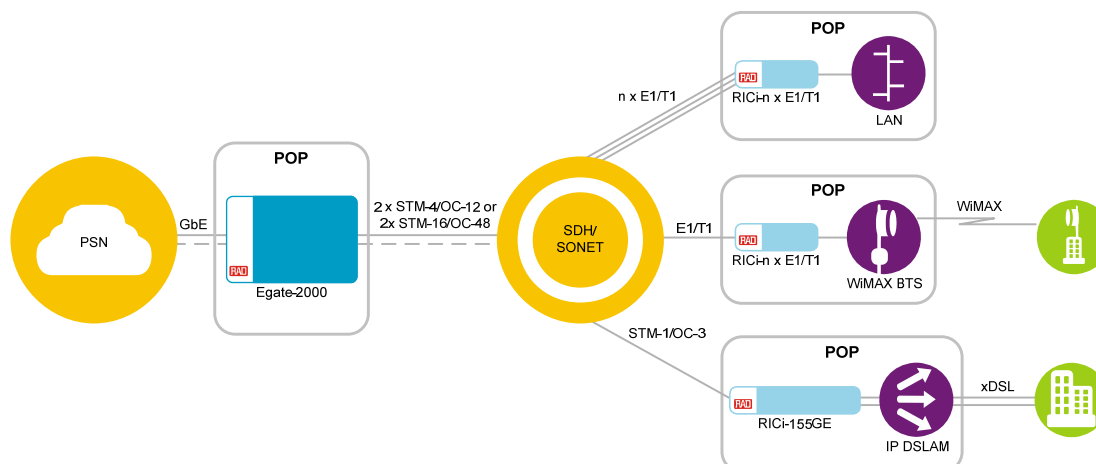 POP
n x E1/T1
RAD
RICi-n x E1/T1
LAN
POP
PSN
GbE
RAD
Egate-2000
2 x STM-4/OC-12 or
2x STM-16/OC-48
SDH/
SONET
E1/T1
POP
RAD
RICi-n x E1/T1
WiMAX BTS
WiMAX
STM-1/OC-3
POP
RAD
RICi-155GE
IP DSLAM
xDSL